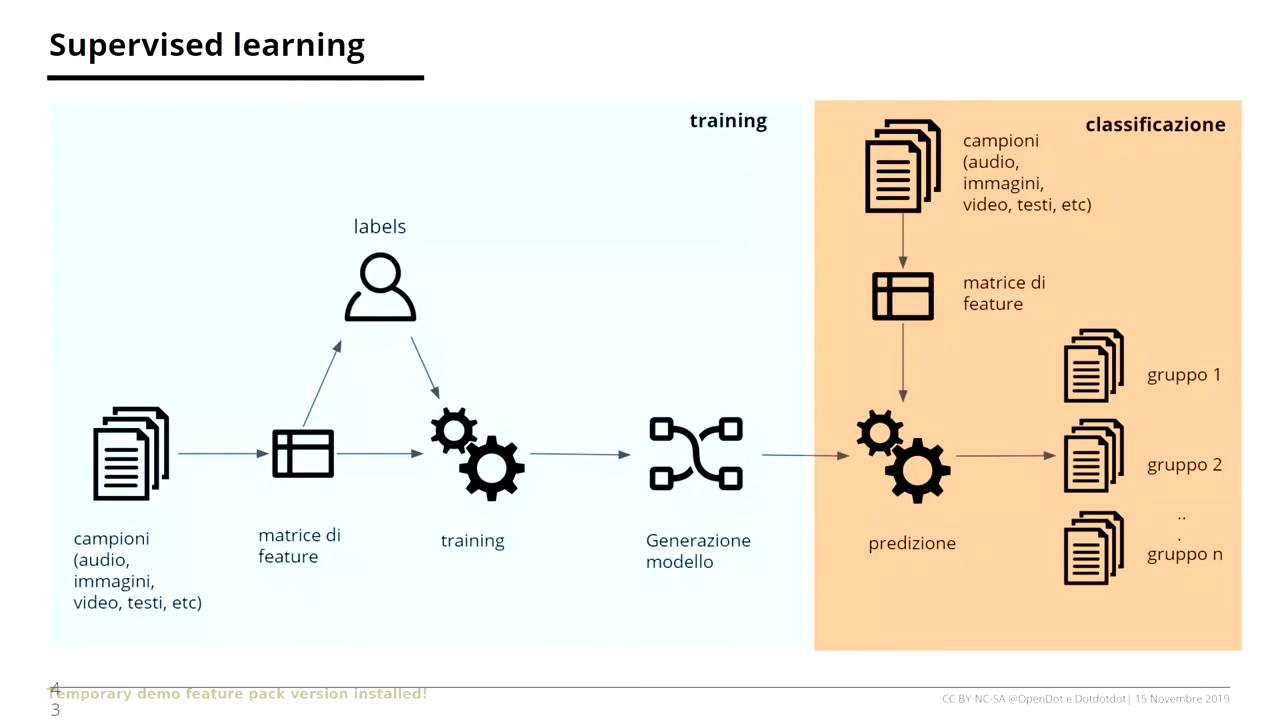 Supervised learning
training
labels
campioni
(audio,
immagini,
video, testi, etc)
matrice di
feature
training
Generazione
modello
classificazione
campioni
(audio,
immagini,
video, testi, etc)
matrice di
feature
predizione
gruppo 1
gruppo 2
..
.
gruppo n
4
3
Temporary demo feature pack version installed!
CC BY-NC-SA @OpenDot e Dotdotdot| 15 Novembre 2019